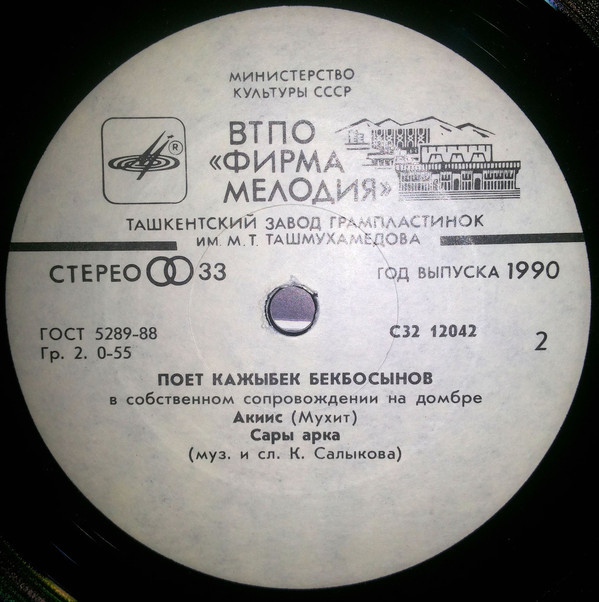 МИНИСТЕРСТВО
КУЛЬТУРЫ СССР
ВТПО
«ФИРМА
МЕЛОДИЯ»
®
ТАШКЕНТСКИЙ ЗАВОД ГРАМПЛАСТИНОК
ИМ. М. Т. ТАШМУХАМЕДОВА
СТЕРЕО 33
ГОД ВЫПУСКА 1990
ГОСТ 5289-88
Гр. 2. 0-55
С32 12042
2
ПОЕТ КАЖЫБЕК БЕКБОСЫНОВ
в собственном сопровождении на домбре
Акиис (Мухит)
Сары арка
(муз. и сл. К. Салыкова)